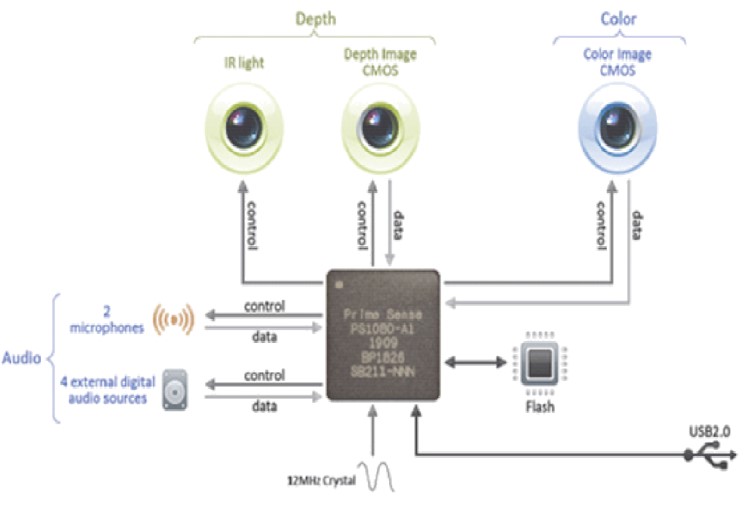 Depth
Color
IR light
Depth Image
CMOS
Color Image
CMOS
control
control
data
control
data
Audio
2
microphones
control
data
Prime Sense
PS1080-A1
1909
BP1826
SB211-NNN
4 external digital
audio sources
control
data
Flash
USB2.0
12MHz Crystal